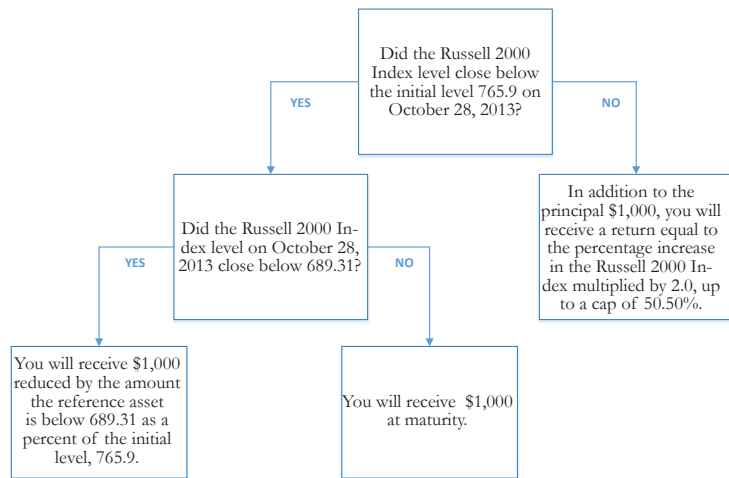 Did the Russell 2000
Index level close below
the initial level 765.9 on
October 28, 2013?
YES
NO
Did the Russell 2000 In-
dex level on October 28,
2013 close below 689.31?
In addition to the
principal $1,000, you will
receive a return equal to
the percentage increase
in the Russell 2000 In-
dex multiplied by 2.0, up
to a cap of 50.50%.
YES
NO
You will receive $1,000
reduced by the amount
the reference asset
is below 689.31 as a
percent of the initial
level, 765.9.
You will receive $1,000
at maturity.